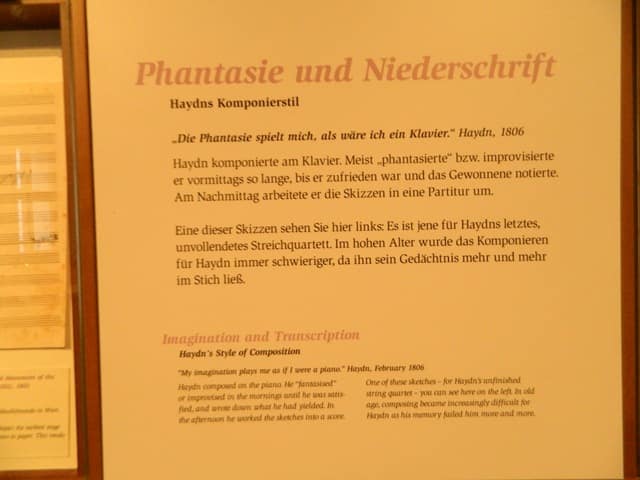 Phantasie und Niederschrift
Haydns Komponierstil
„Die Phantasie spielt mich, als wäre ich ein Klavier.“ Haydn, 1806
Haydn komponierte am Klavier. Meist „phantasierte“ bzw. improvisierte
er vormittags so lange, bis er zufrieden war und das Gewonnene notierte.
Am Nachmittag arbeitete er die Skizzen in eine Partitur um.
Eine dieser Skizzen sehen Sie hier links: Es ist jene für Haydns letztes,
unvollendetes Streichquartett. Im hohen Alter wurde das Komponieren
für Haydn immer schwieriger, da ihn sein Gedächtnis mehr und mehr
im Stich ließ.
Imagination and Transcription
Haydn's Style of Composition
"My imagination plays me as if I were a piano." Haydn, February 1806
Haydn composed on the piano. He "fantasised"
or improvised in the mornings until he was satis-
fied, and wrote down what he had yielded. In
the afternoon he worked the sketches into a score.
One of these sketches – for Haydn's unfinished
string quartet – you can see here on the left. In old
age, composing became increasingly difficult for
Haydn as his memory failed him more and more.